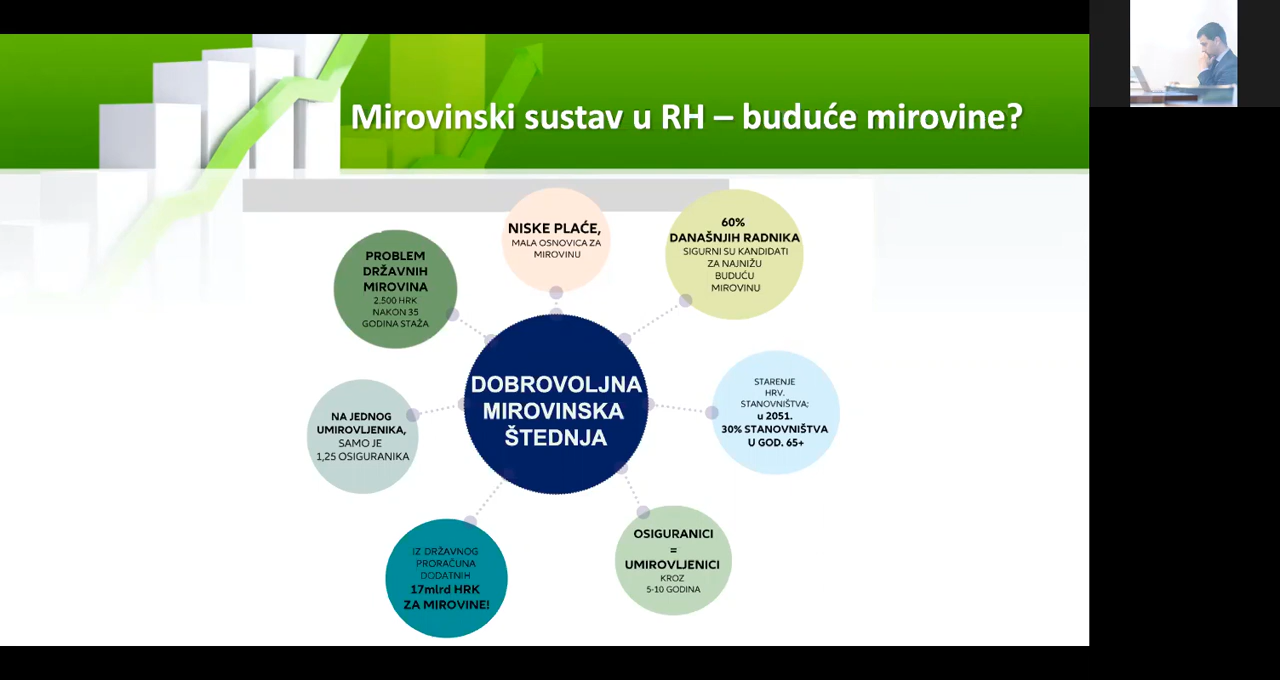 Mirovinski sustav u RH – buduće mirovine?
NISKE PLAĆE,
MALA OSNOVICA ZA
MIROVINU
60%
DANAŠNJIH RADNIKA
SIGURNI SU KANDIDATI
ZA NAJNIŽU
BUDUĆU
MIROVINU
PROBLEM
DRŽAVNIH
MIROVINA
2.500 HRK
NAKON 35
GODINA STAŽA
DOBROVOLJNA
MIROVINSKA
ŠTEDNJA
STARENJE
HRV.
STANOVNIŠTVA;
u 2051.
30% STANOVNIŠTVA
U GOD. 65+
NA JEDNOG
UMIROVLJENIKA,
SAMO JE
1,25 OSIGURANIKA
IZ DRŽAVNOG
PRORAČUNA
DODATNIH
17mlrd HRK
ZA MIROVINE!
OSIGURANICI
=
UMIROVLJENICI
KROZ
5-10 GODINA